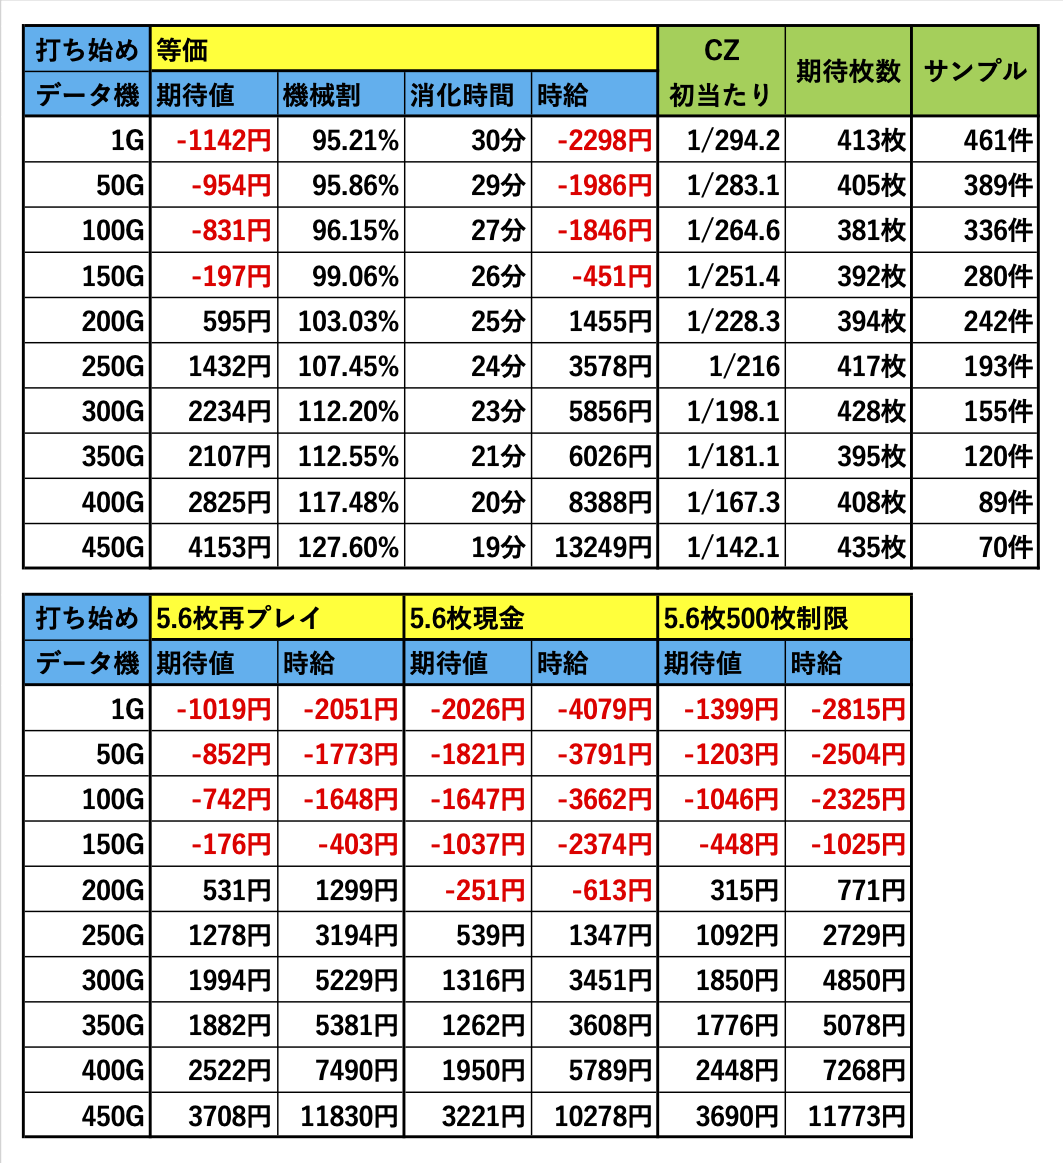 打ち始め 等価 CZ 期待枚数 サンプル
データ機 期待値 機械割 消化時間 時給 初当たり
1G -1142円 95.21% 30分 -2298円 1/294.2 413枚 461件
50G -954円 95.86% 29分 -1986円 1/283.1 405枚 389件
100G -831円 96.15% 27分 -1846円 1/264.6 381枚 336件
150G -197円 99.06% 26分 -451円 1/251.4 392枚 280件
200G 595円 103.03% 25分 1455円 1/228.3 394枚 242件
250G 1432円 107.45% 24分 3578円 1/216 417枚 193件
300G 2234円 112.20% 23分 5856円 1/198.1 428枚 155件
350G 2107円 112.55% 21分 6026円 1/181.1 395枚 120件
400G 2825円 117.48% 20分 8388円 1/167.3 408枚 89件
450G 4153円 127.60% 19分 13249円 1/142.1 435枚 70件
打ち始め 5.6枚再プレイ 5.6枚現金 5.6枚500枚制限
データ機 期待値 時給 期待値 時給 期待値 時給
1G -1019円 -2051円 -2026円 -4079円 -1399円 -2815円
50G -852円 -1773円 -1821円 -3791円 -1203円 -2504円
100G -742円 -1648円 -1647円 -3662円 -1046円 -2325円
150G -176円 -403円 -1037円 -2374円 -448円 -1025円
200G 531円 1299円 -251円 -613円 315円 771円
250G 1278円 3194円 539円 1347円 1092円 2729円
300G 1994円 5229円 1316円 3451円 1850円 4850円
350G 1882円 5381円 1262円 3608円 1776円 5078円
400G 2522円 7490円 1950円 5789円 2448円 7268円
450G 3708円 11830円 3221円 10278円 3690円 11773円